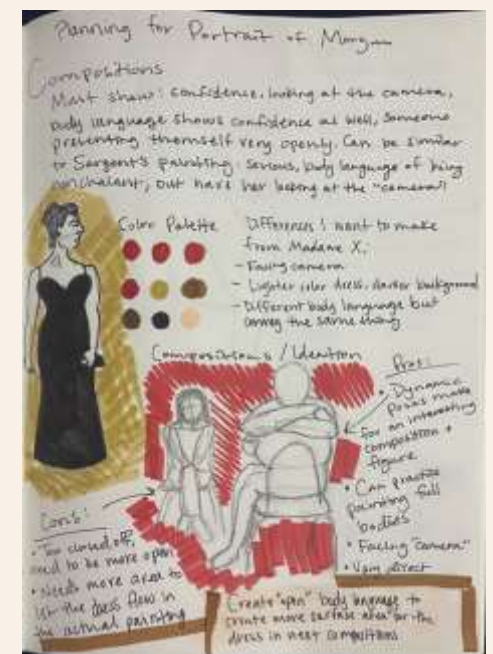 Planning for Portrait of
Compositions
Must show: confidence, looking at the camera,
body language shows confidence as well, someone
presenting themself very openly. Can be similar
to Sargent's painting: serious, body language of being
nonchalant, but have her looking at the "camera"
Color Palette
Differences I want to make
from Madame X:
- Facing camera
- Lighter color dress, darker background
- Different body language but
convey the same thing
Compositions / Ideation
Pros:
• Dynamic
poses make
for an interesting
composition +
figure
• Can practice
painting full
bodies
• Facing "camera"
• Very direct
Cons:
• Too closed off,
need to be more open
• Needs more area to
let the dress flow in
the actual painting
Create "open" body language to
create more surface area for the
dress in next compositions